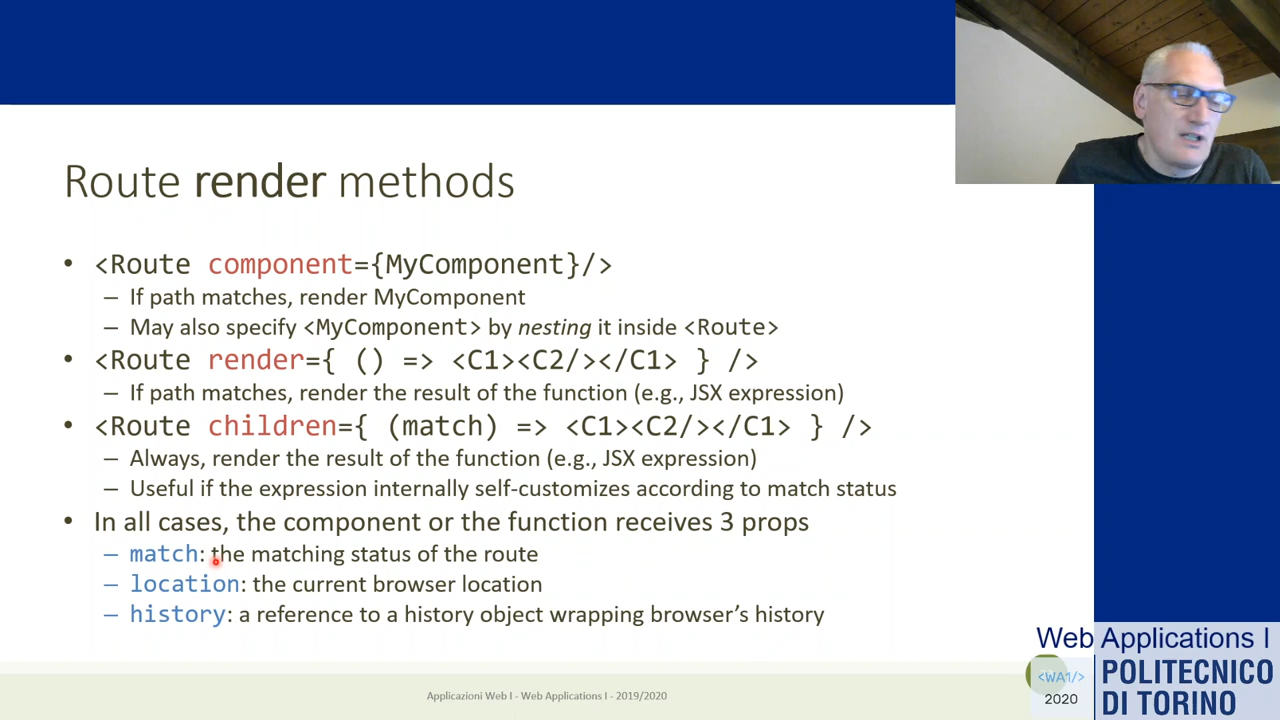 Route render methods
• <Route component={MyComponent}/>
– If path matches, render MyComponent
– May also specify <MyComponent> by nesting it inside <Route>
• <Route render={ () => <C1><C2/></C1> } />
– If path matches, render the result of the function (e.g., JSX expression)
• <Route children={ (match) => <C1><C2/></C1> } />
– Always, render the result of the function (e.g., JSX expression)
– Useful if the expression internally self-customizes according to match status
• In all cases, the component or the function receives 3 props
– match: the matching status of the route
– location: the current browser location
– history: a reference to a history object wrapping browser's history
Applicazioni Web I - Web Applications I - 2019/2020
Web Applications I
<WA1/>
2020
POLITECNICO
DI TORINO